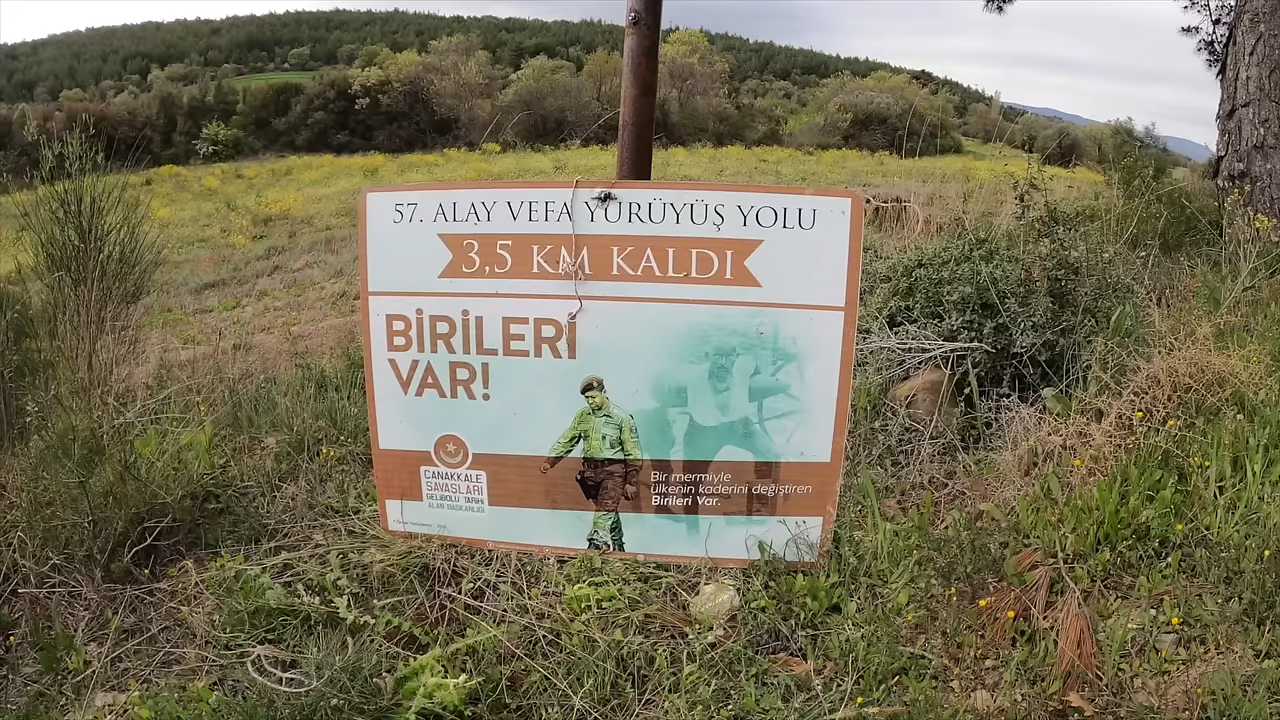 57. ALAY VEFA YÜRÜYÜŞ YOLU
3,5 KM KALDI
BİRİLERİ
VAR!
ÇANAKKALE
SAVAŞLARI
GELİBOLU TARİHİ
ALAN BAŞKANLIĞI
Bir mermiyle
ülkenin kaderini değiştiren
Birileri Var.